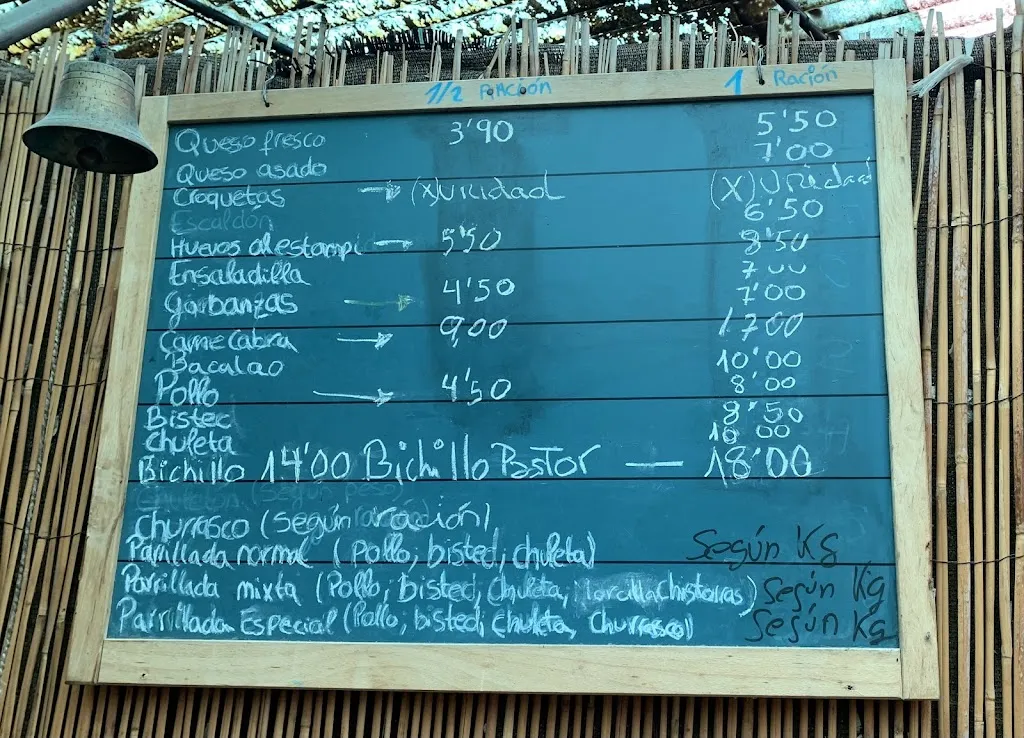 1/2 Ración 1 Ración
Queso fresco 3'90 5'50
Queso asado 7'00
Croquetas → (X)Unidad (X)Unidad
Escaldón 6'50
Huevos al estampi — 5'50 8'50
Ensaladilla 7'00
Garbanzas → 4'50 7'00
Carne cabra → 9,00 17'00
Bacalao 10'00
Pollo → 4'50 8'00
Bistec 8'50
Chuleta 10'00
Bichillo 14'00 Bichillo Pastor — 18'00
Chuletón (según peso)
Churrasco (según ración)
Parrillada normal (pollo, bisted, chuleta) Según Kg
Parrillada mixta (Pollo, bisted, chuleta, Chistorras) Según Kg
Parrillada Especial (Pollo, bisted, chuleta, churrasco) Según Kg